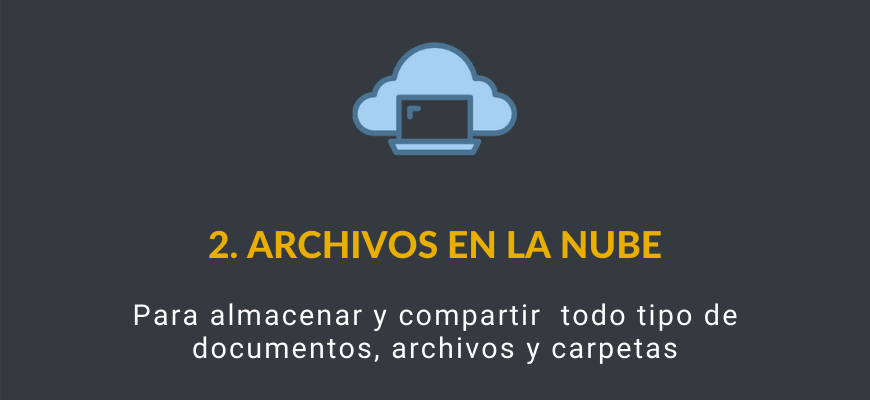 2. ARCHIVOS EN LA NUBE
Para almacenar y compartir  todo tipo de
documentos, archivos y carpetas